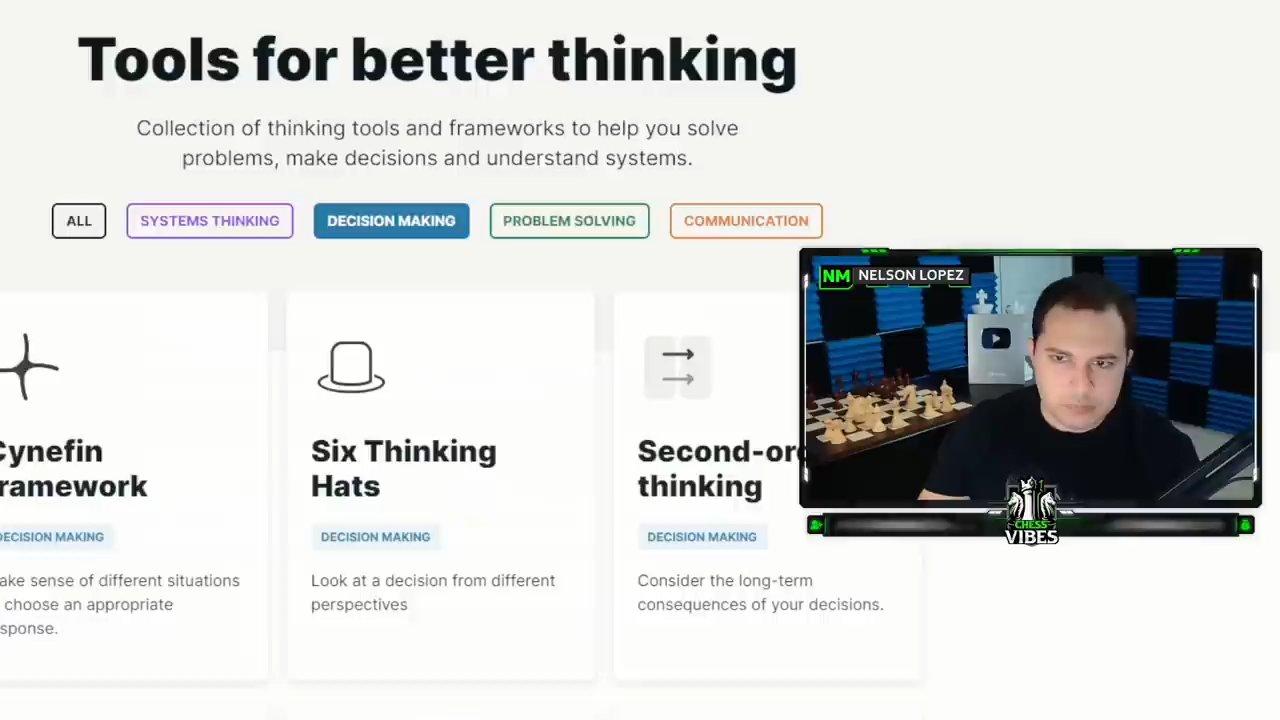 Tools for better thinking
Collection of thinking tools and frameworks to help you solve
problems, make decisions and understand systems.
ALL
SYSTEMS THINKING
DECISION MAKING
PROBLEM SOLVING
COMMUNICATION
NM NELSON LOPEZ
Cynefin
ramework
DECISION MAKING
ake sense of different situations
choose an appropriate
sponse.
Six Thinking
Hats
DECISION MAKING
Look at a decision from different
perspectives
Second-ord
thinking
DECISION MAKING
Consider the long-term
consequences of your decisions.
CHESS
VIBES